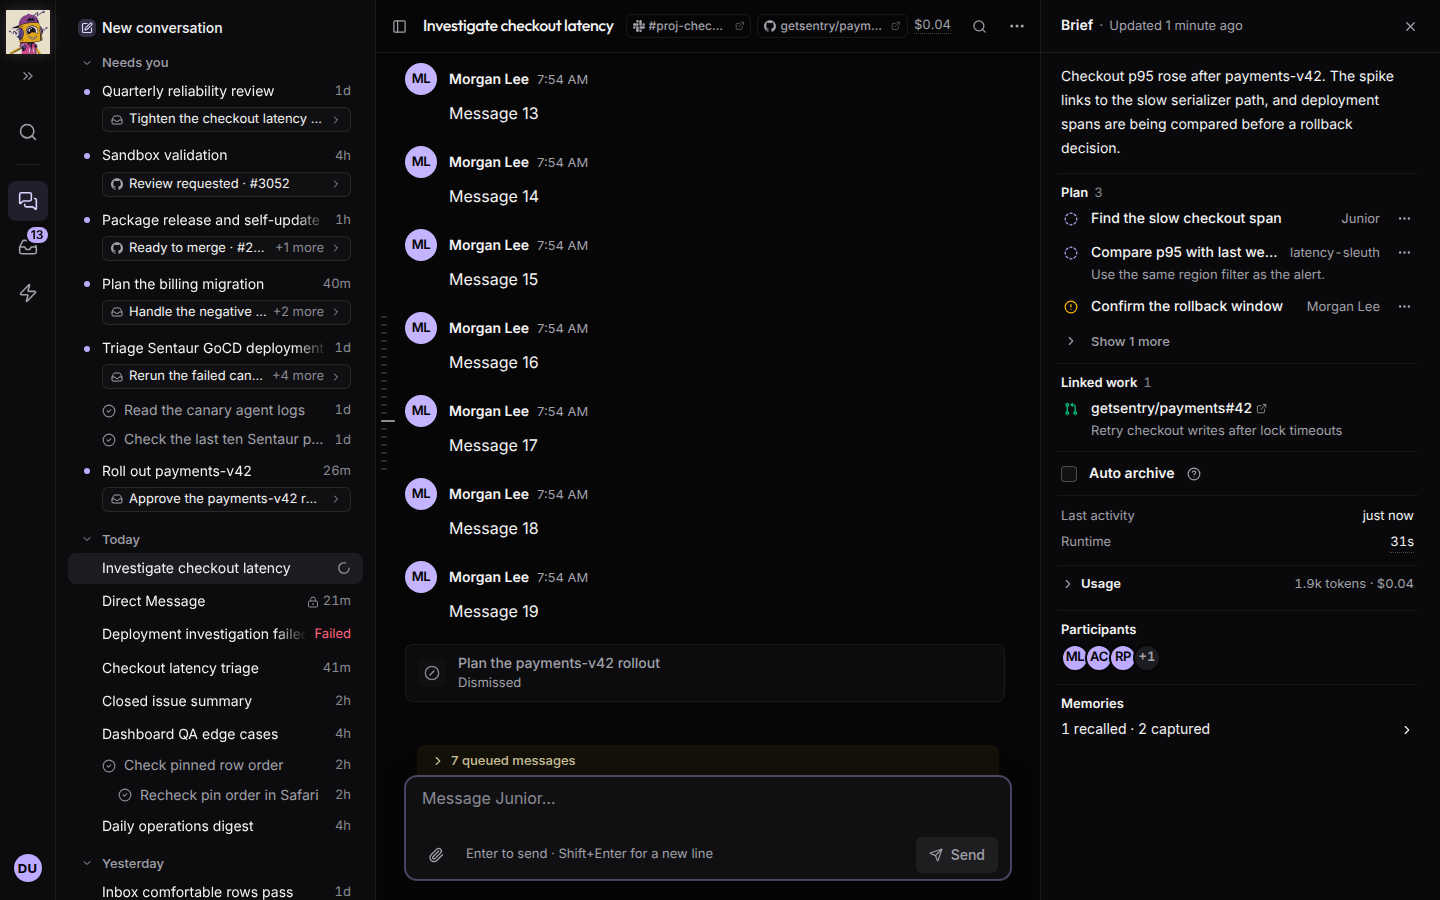 New conversation
Needs you
Quarterly reliability review 1d
Tighten the checkout latency ...
Sandbox validation 4h
Review requested · #3052
Package release and self-update 1h
Ready to merge · #2... +1 more
Plan the billing migration 40m
Handle the negative ... +2 more
Triage Sentaur GoCD deployment 1d
Rerun the failed can... +4 more
Read the canary agent logs 1d
Check the last ten Sentaur p... 1d
Roll out payments-v42 26m
Approve the payments-v42 r...
Today
Investigate checkout latency
Direct Message 21m
Deployment investigation failed Failed
Checkout latency triage 41m
Closed issue summary 2h
Dashboard QA edge cases 4h
Check pinned row order 2h
Recheck pin order in Safari 2h
Daily operations digest 4h
Yesterday
Inbox comfortable rows pass 1d
13
DU
Investigate checkout latency #proj-chec... getsentry/paym... $0.04
ML Morgan Lee 7:54 AM
Message 13
ML Morgan Lee 7:54 AM
Message 14
ML Morgan Lee 7:54 AM
Message 15
ML Morgan Lee 7:54 AM
Message 16
ML Morgan Lee 7:54 AM
Message 17
ML Morgan Lee 7:54 AM
Message 18
ML Morgan Lee 7:54 AM
Message 19
Plan the payments-v42 rollout
Dismissed
7 queued messages
Message Junior...
Enter to send · Shift+Enter for a new line
Send
Brief · Updated 1 minute ago
Checkout p95 rose after payments-v42. The spike
links to the slow serializer path, and deployment
spans are being compared before a rollback
decision.
Plan 3
Find the slow checkout span Junior
Compare p95 with last we... latency-sleuth
Use the same region filter as the alert.
Confirm the rollback window Morgan Lee
Show 1 more
Linked work 1
getsentry/payments#42
Retry checkout writes after lock timeouts
Auto archive
Last activity just now
Runtime 31s
Usage 1.9k tokens · $0.04
Participants
ML AC RP +1
Memories
1 recalled · 2 captured